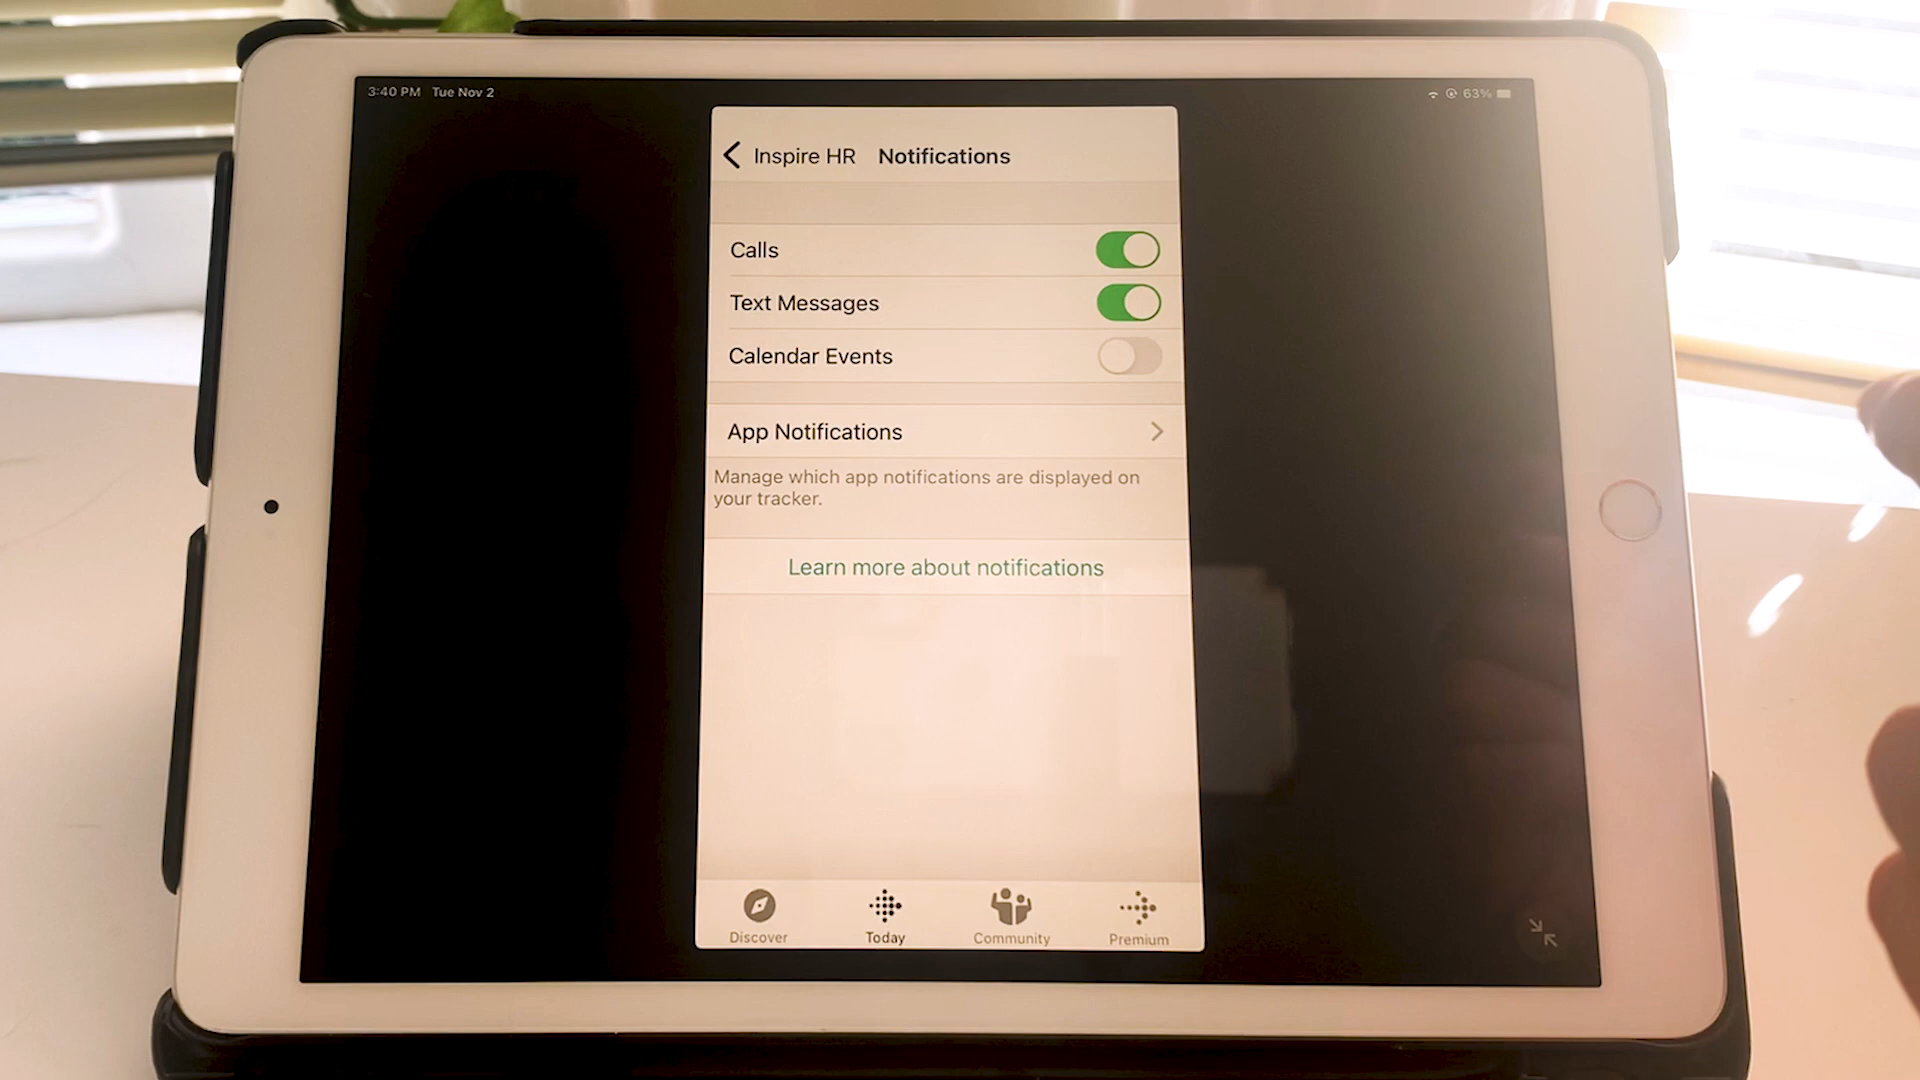 3:40 PM Tue Nov 2
63%
Inspire HR Notifications
Calls
Text Messages
Calendar Events
App Notifications
Manage which app notifications are displayed on
your tracker.
Learn more about notifications
Discover Today Community Premium